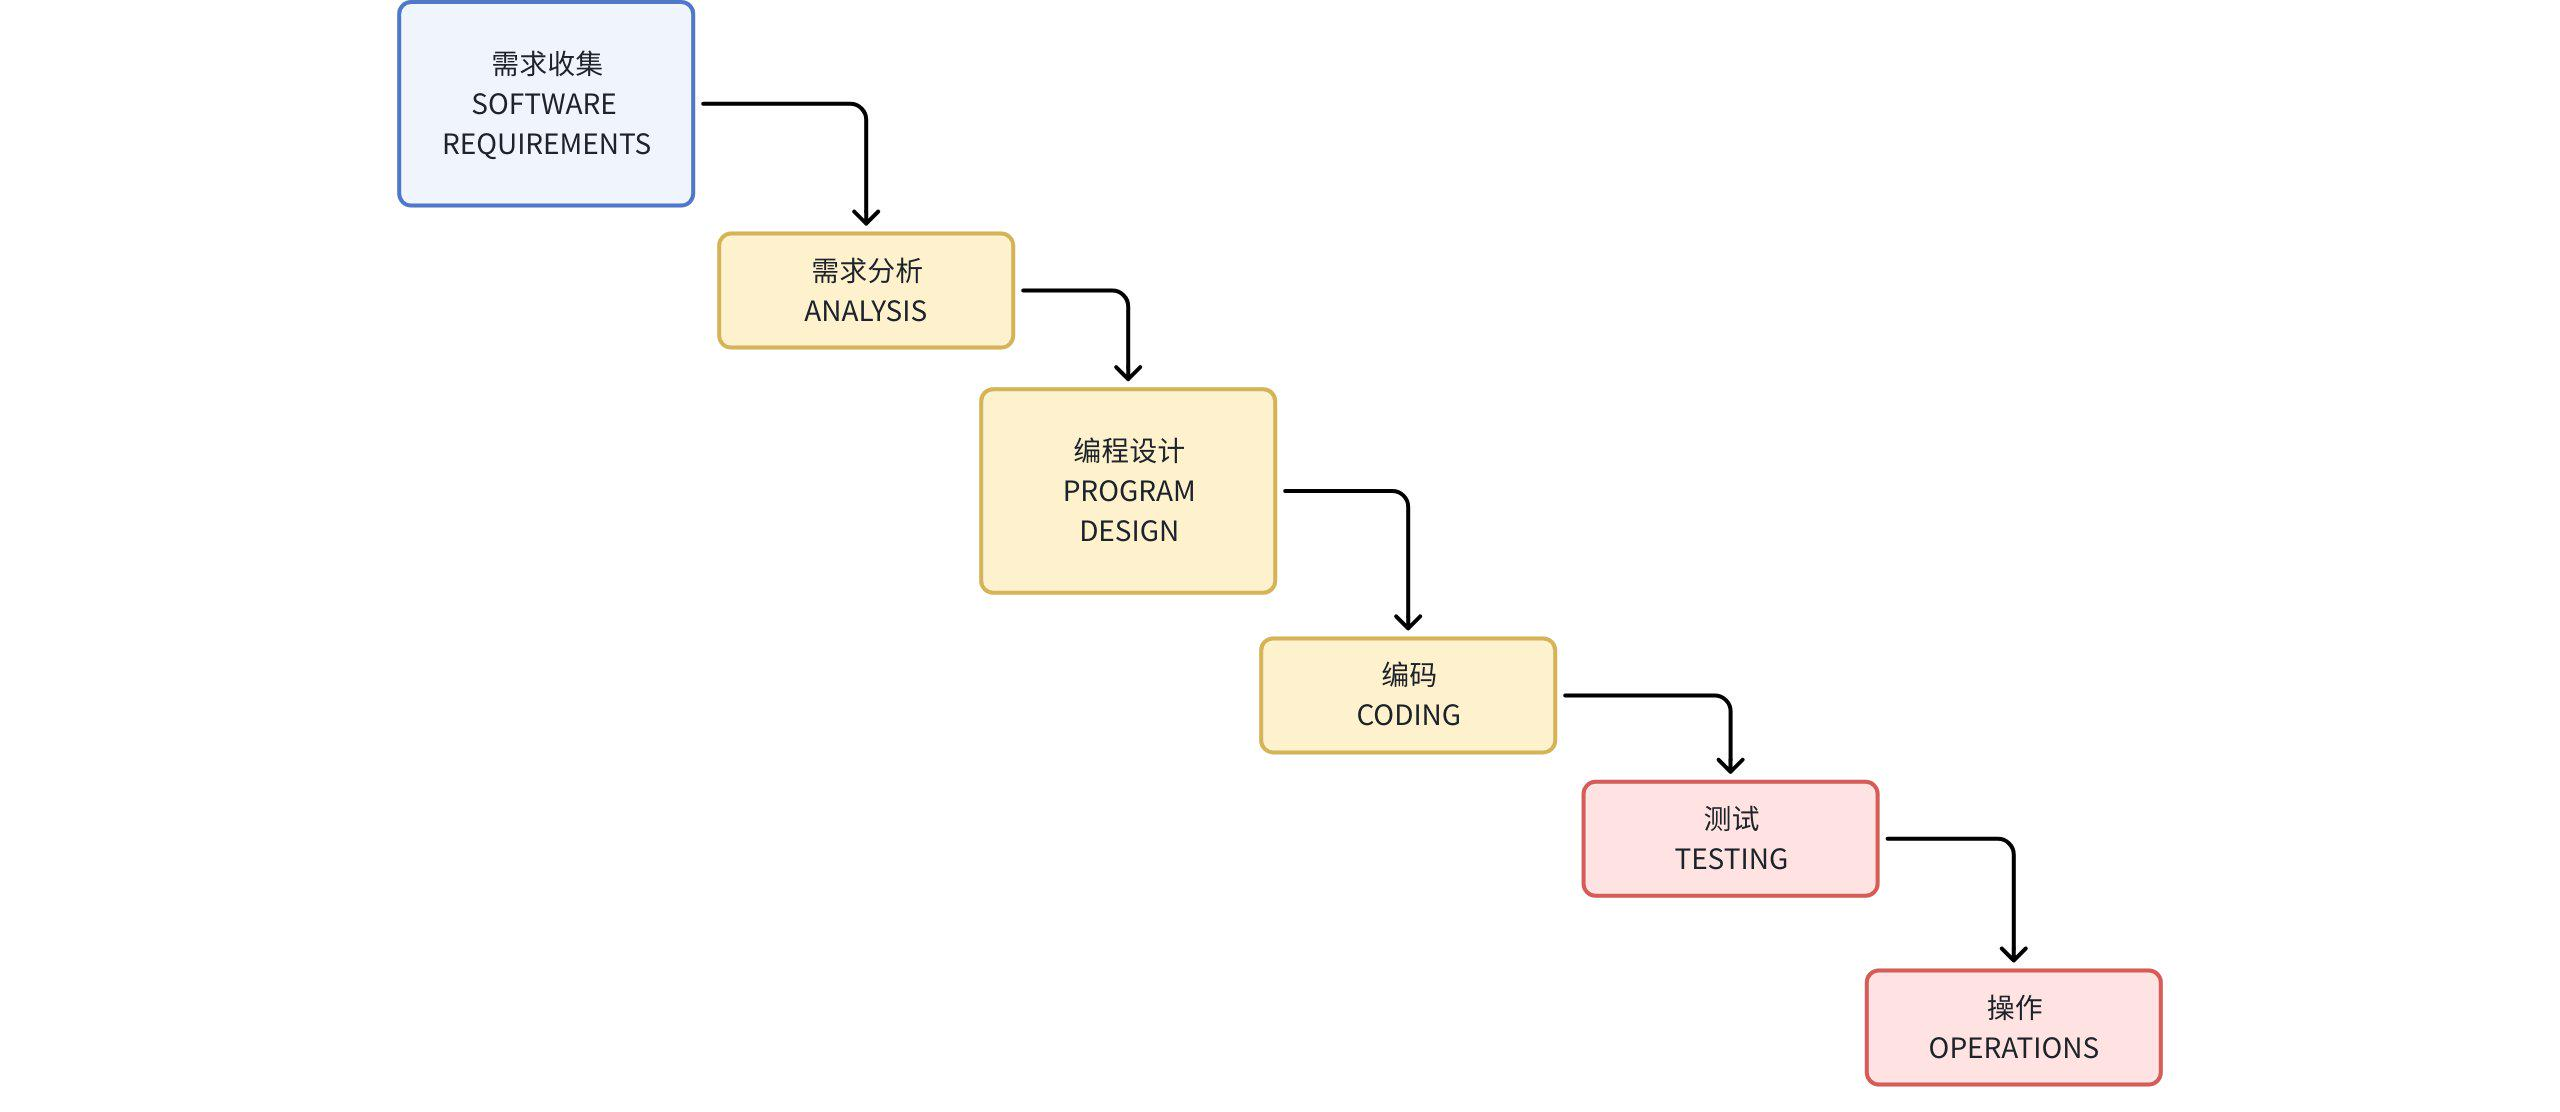 需求收集
SOFTWARE
REQUIREMENTS
需求分析
ANALYSIS
编程设计
PROGRAM
DESIGN
编码
CODING
测试
TESTING
操作
OPERATIONS